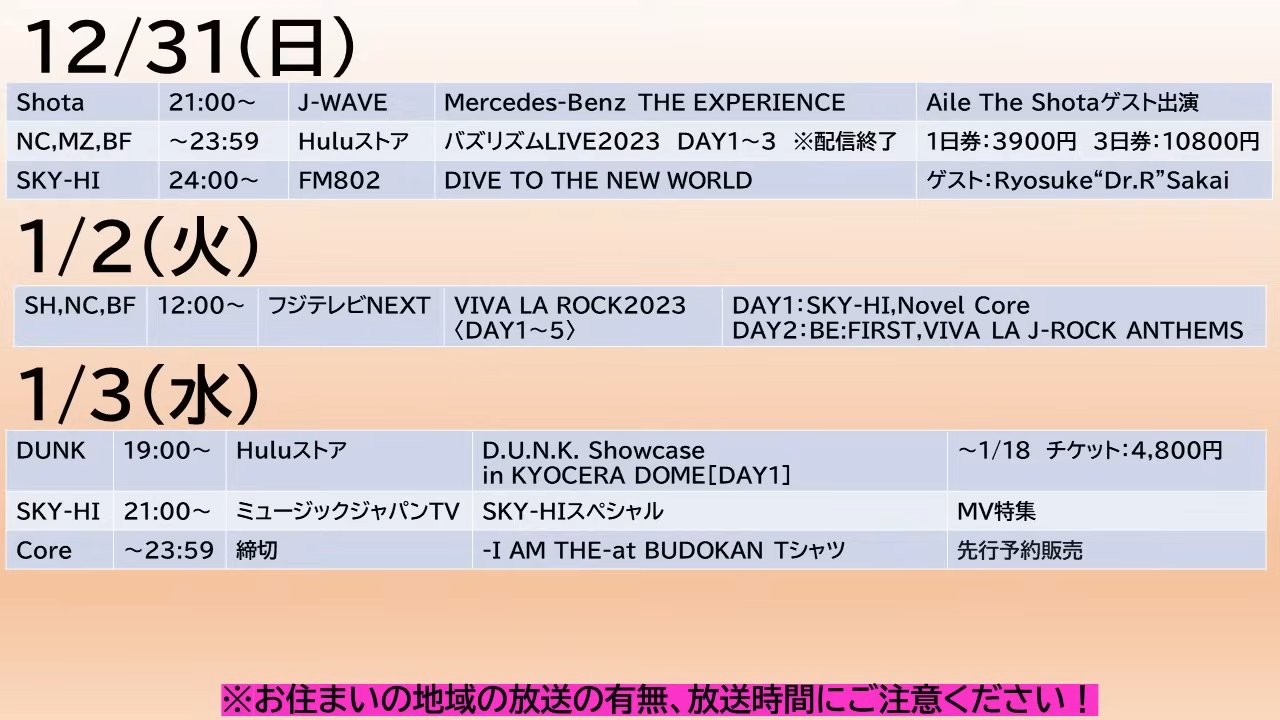 12/31(日)
Shota 21:00～ J-WAVE Mercedes-Benz THE EXPERIENCE Aile The Shotaゲスト出演
NC,MZ,BF ～23:59 Huluストア バズリズムLIVE2023 DAY1～3 ※配信終了 1日券：3900円 3日券：10800円
SKY-HI 24:00～ FM802 DIVE TO THE NEW WORLD ゲスト：Ryosuke“Dr.R”Sakai
1/2(火)
SH,NC,BF 12:00～ フジテレビNEXT VIVA LA ROCK2023 DAY1：SKY-HI,Novel Core
〈DAY1～5〉 DAY2：BE:FIRST,VIVA LA J-ROCK ANTHEMS
1/3(水)
DUNK 19:00～ Huluストア D.U.N.K. Showcase ～1/18 チケット：4,800円
in KYOCERA DOME[DAY1]
SKY-HI 21:00～ ミュージックジャパンTV SKY-HIスペシャル MV特集
Core ～23:59 締切 -I AM THE-at BUDOKAN Tシャツ 先行予約販売
※お住まいの地域の放送の有無、放送時間にご注意ください！